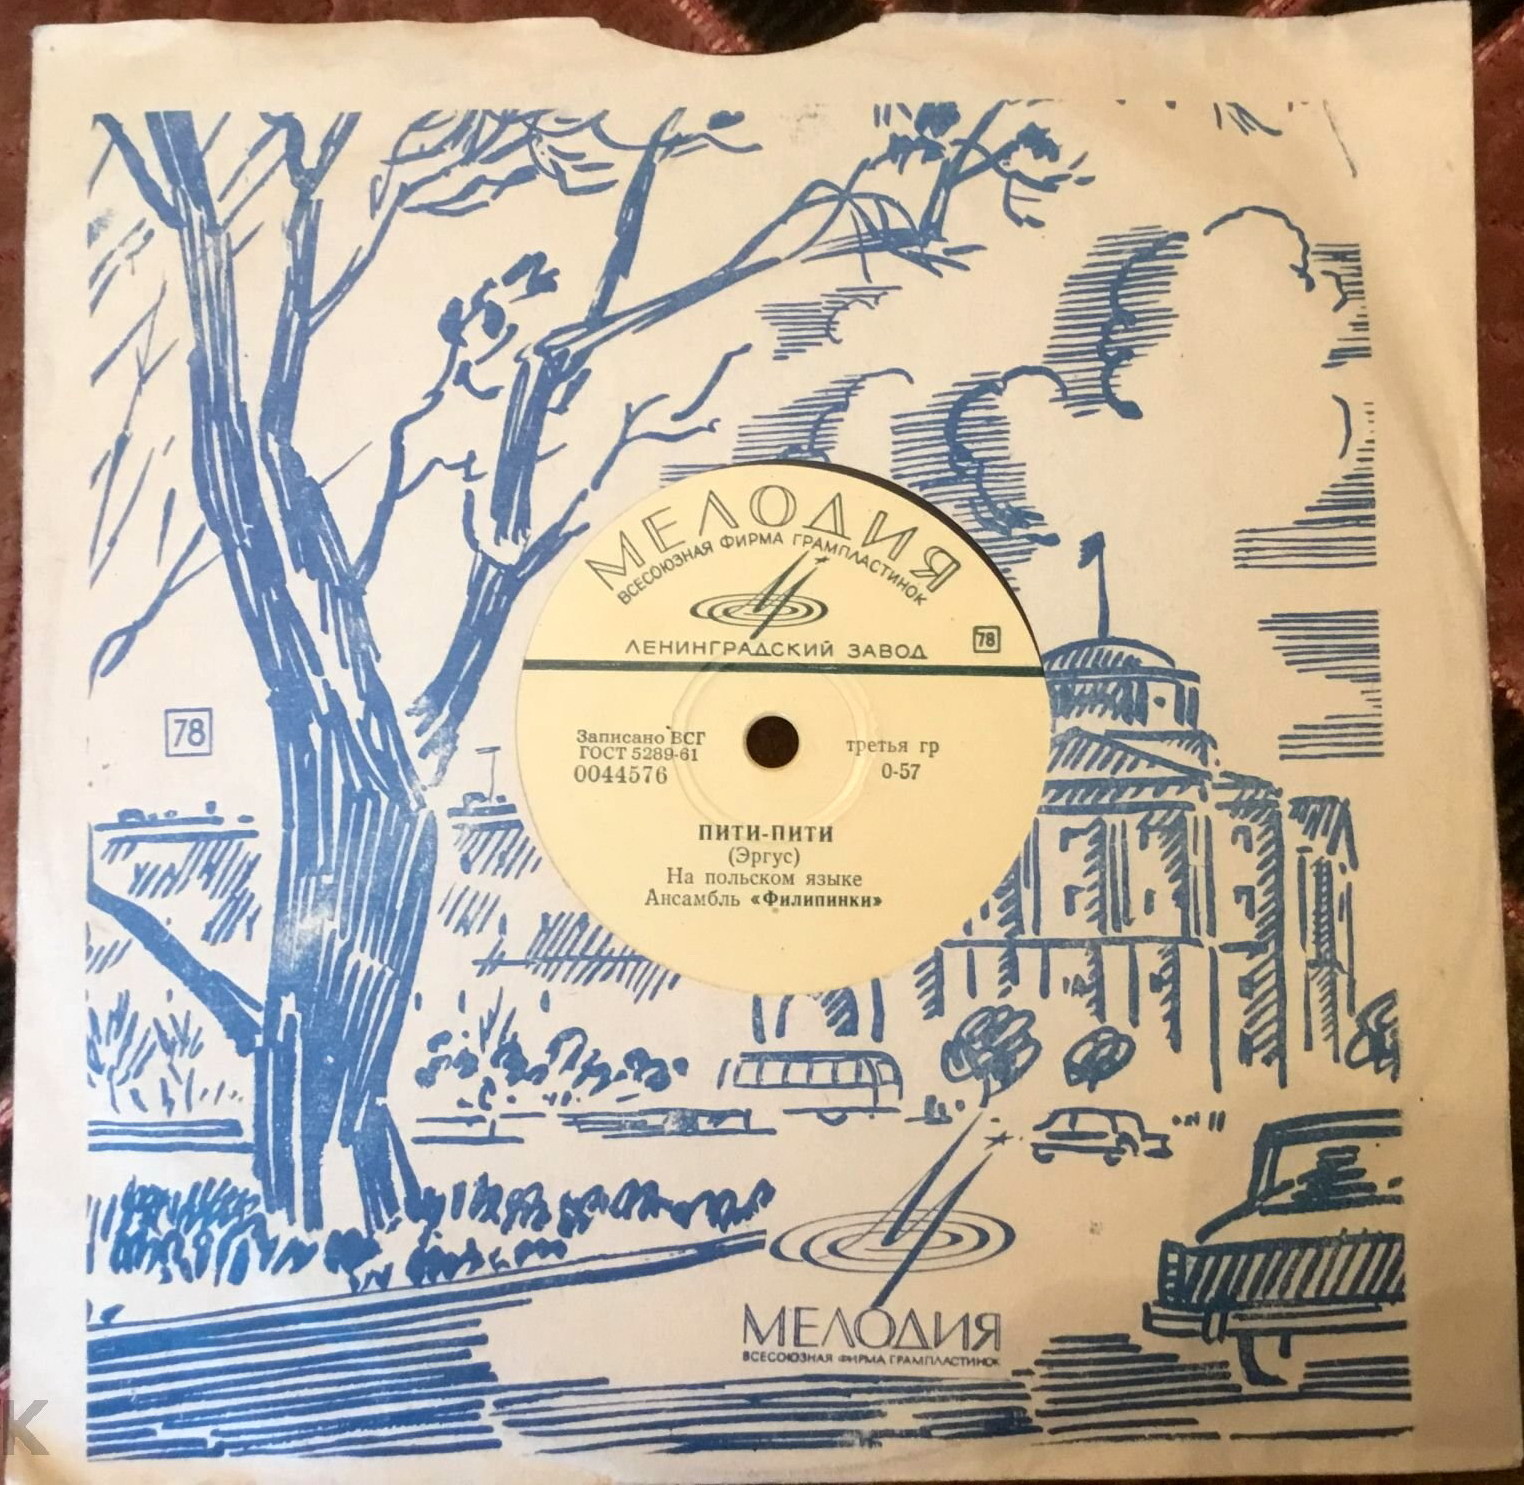 МЕЛОДИЯ
ВСЕСОЮЗНАЯ ФИРМА ГРАМПЛАСТИНОК
ЛЕНИНГРАДСКИЙ ЗАВОД 78
78
Записано ВСГ
ГОСТ 5289-61
0044576
третья гр
0-57
ПИТИ-ПИТИ
(Эргус)
На польском языке
Ансамбль «Филипинки»
МЕЛОДИЯ
ВСЕСОЮЗНАЯ ФИРМА ГРАМПЛАСТИНОК
K